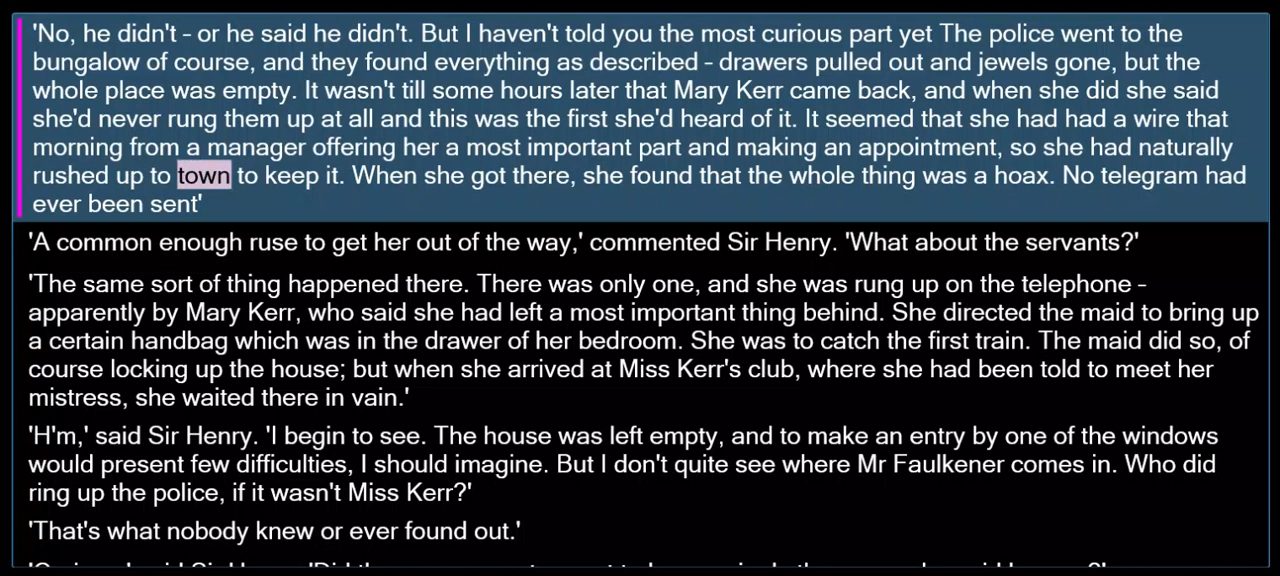 'No, he didn't – or he said he didn't. But I haven't told you the most curious part yet The police went to the
bungalow of course, and they found everything as described – drawers pulled out and jewels gone, but the
whole place was empty. It wasn't till some hours later that Mary Kerr came back, and when she did she said
she'd never rung them up at all and this was the first she'd heard of it. It seemed that she had had a wire that
morning from a manager offering her a most important part and making an appointment, so she had naturally
rushed up to town to keep it. When she got there, she found that the whole thing was a hoax. No telegram had
ever been sent'
'A common enough ruse to get her out of the way,' commented Sir Henry. 'What about the servants?'
'The same sort of thing happened there. There was only one, and she was rung up on the telephone –
apparently by Mary Kerr, who said she had left a most important thing behind. She directed the maid to bring up
a certain handbag which was in the drawer of her bedroom. She was to catch the first train. The maid did so, of
course locking up the house; but when she arrived at Miss Kerr's club, where she had been told to meet her
mistress, she waited there in vain.'
'H'm,' said Sir Henry. 'I begin to see. The house was left empty, and to make an entry by one of the windows
would present few difficulties, I should imagine. But I don't quite see where Mr Faulkener comes in. Who did
ring up the police, if it wasn't Miss Kerr?'
'That's what nobody knew or ever found out.'